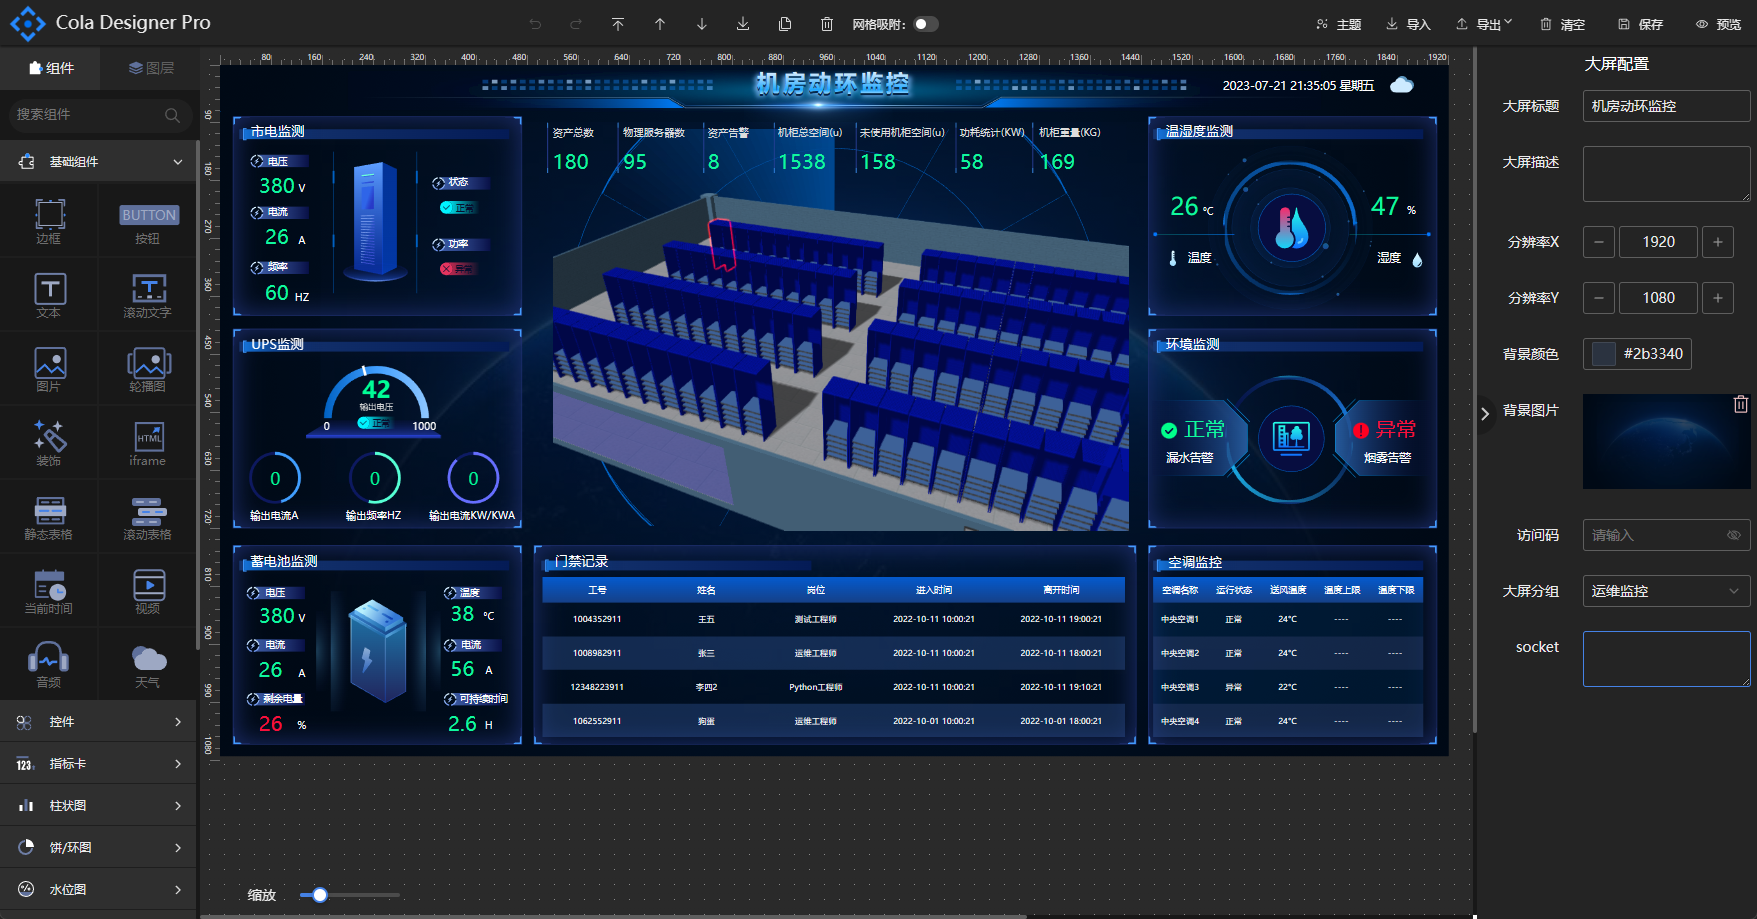 Cola Designer Pro
网格吸附:
主题
导入
导出
清空
保存
预览
组件
图层
搜索组件
基础组件
边框
BUTTON
按钮
文本
滚动文字
图片
轮播图
装饰
HTML
iframe
静态表格
滚动表格
当前时间
视频
音频
天气
控件
123
指标卡
柱状图
饼/环图
水位图
80 160 240 320 400 480 560 640 720 800 880 960 1040 1120 1200 1280 1360 1440 1520 1600 1680 1760 1840 1920
90
180
270
360
450
540
630
720
810
900
990
1080
机房动环监控
2023-07-21 21:35:05 星期五
市电监测
电压
380 V
电流
26 A
频率
60 HZ
状态
正常
功率
异常
资产总数
180
物理服务器数
95
资产告警
8
机柜总空间(u)
1538
未使用机柜空间(u)
158
功耗统计(KW)
58
机柜重量(KG)
169
温湿度监测
26 ℃
47 %
温度
湿度
UPS监测
42
输出电压
正常
0
1000
0
0
0
输出电流A
输出频率HZ
输出电流KW/KWA
环境监测
正常
漏水告警
异常
烟雾告警
蓄电池监测
电压
380 V
电流
26 A
剩余电量
26 %
温度
38 ℃
电流
56 A
可持续时间
2.6 H
门禁记录
工号 姓名 岗位 进入时间 离开时间
1004352911 王五 测试工程师 2022-10-11 10:00:21 2022-10-11 19:00:21
1008982911 张三 运维工程师 2022-10-11 10:00:21 2022-10-11 18:00:21
12348223911 李四2 Python工程师 2022-10-11 10:00:21 2022-10-11 19:10:21
1062552911 狗蛋 运维工程师 2022-10-01 10:00:21 2022-10-01 18:00:21
空调监控
空调名称 运行状态 送风温度 温度上限 温度下限
中央空调1 正常 24℃ ---- ----
中央空调2 正常 24℃ ---- ----
中央空调3 异常 22℃ ---- ----
中央空调4 正常 24℃ ---- ----
缩放
大屏配置
大屏标题
机房动环监控
大屏描述
分辨率X
− 1920 +
分辨率Y
− 1080 +
背景颜色
#2b3340
背景图片
访问码
请输入
大屏分组
运维监控
socket